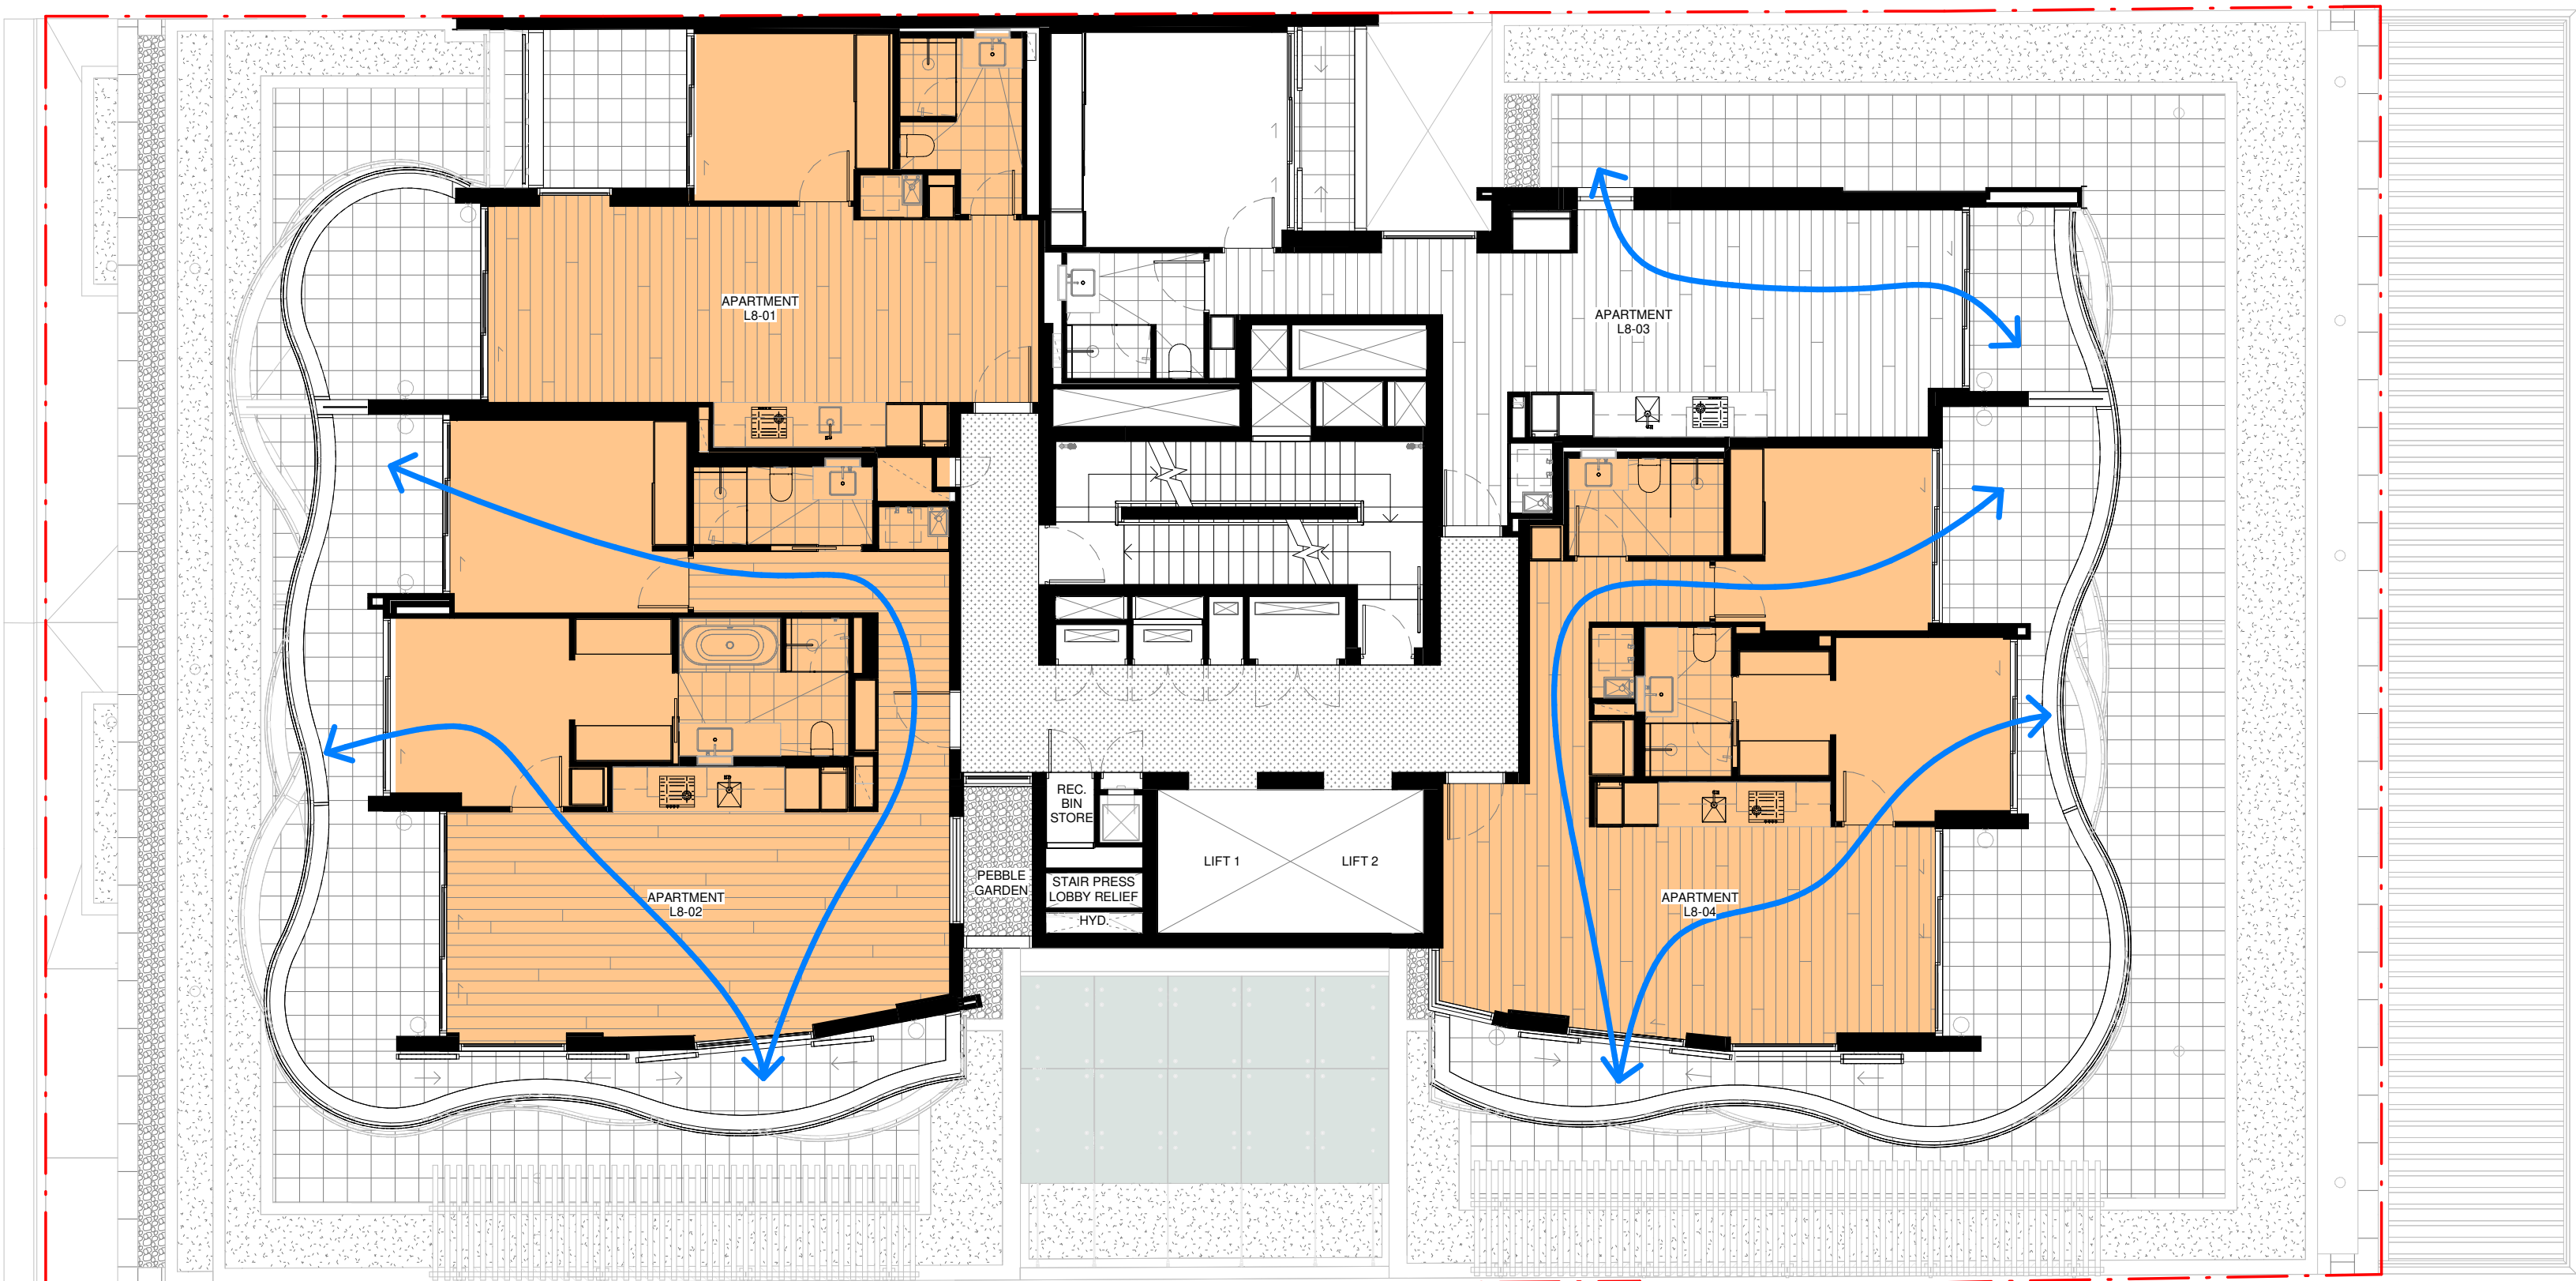 APARTMENT
L8-01
APARTMENT
L8-03
REC.
BIN
STORE
LIFT 1
LIFT 2
PEBBLE
GARDEN
STAIR PRESS
LOBBY RELIEF
HYD.
APARTMENT
L8-02
APARTMENT
L8-04